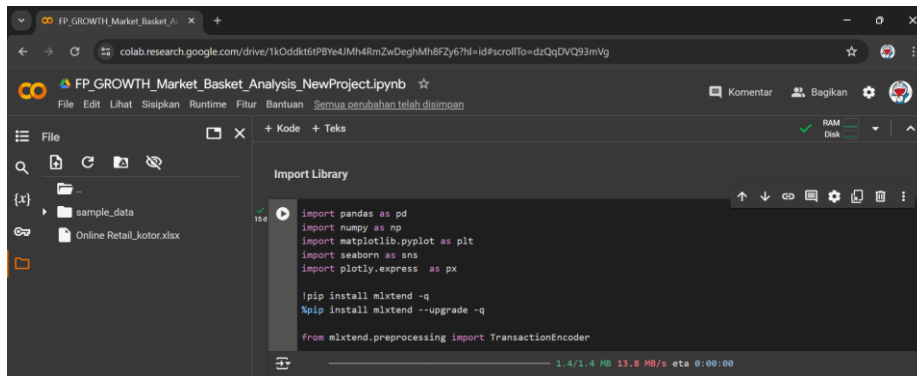 FP_GROWTH_Market_Basket_A
colab.research.google.com/drive/1kOddkt6tP8Ye4JMh4RmZwDeghMh8FZy6?hl=id#scrollTo=dzQqDVQ93mVg
FP_GROWTH_Market_Basket_Analysis_NewProject.ipynb
Komentar Bagikan
File Edit Lihat Sisipkan Runtime Fitur Bantuan Semua perubahan telah disimpan
File
+ Kode + Teks
RAM
Disk
..
Import Library
{x}
sample_data
Online Retail_kotor.xlsx
15 d
import pandas as pd
import numpy as np
import matplotlib.pyplot as plt
import seaborn as sns
import plotly.express as px
!pip install mlxtend -q
%pip install mlxtend --upgrade -q
from mlxtend.preprocessing import TransactionEncoder
1.4/1.4 MB 13.8 MB/s eta 0:00:00